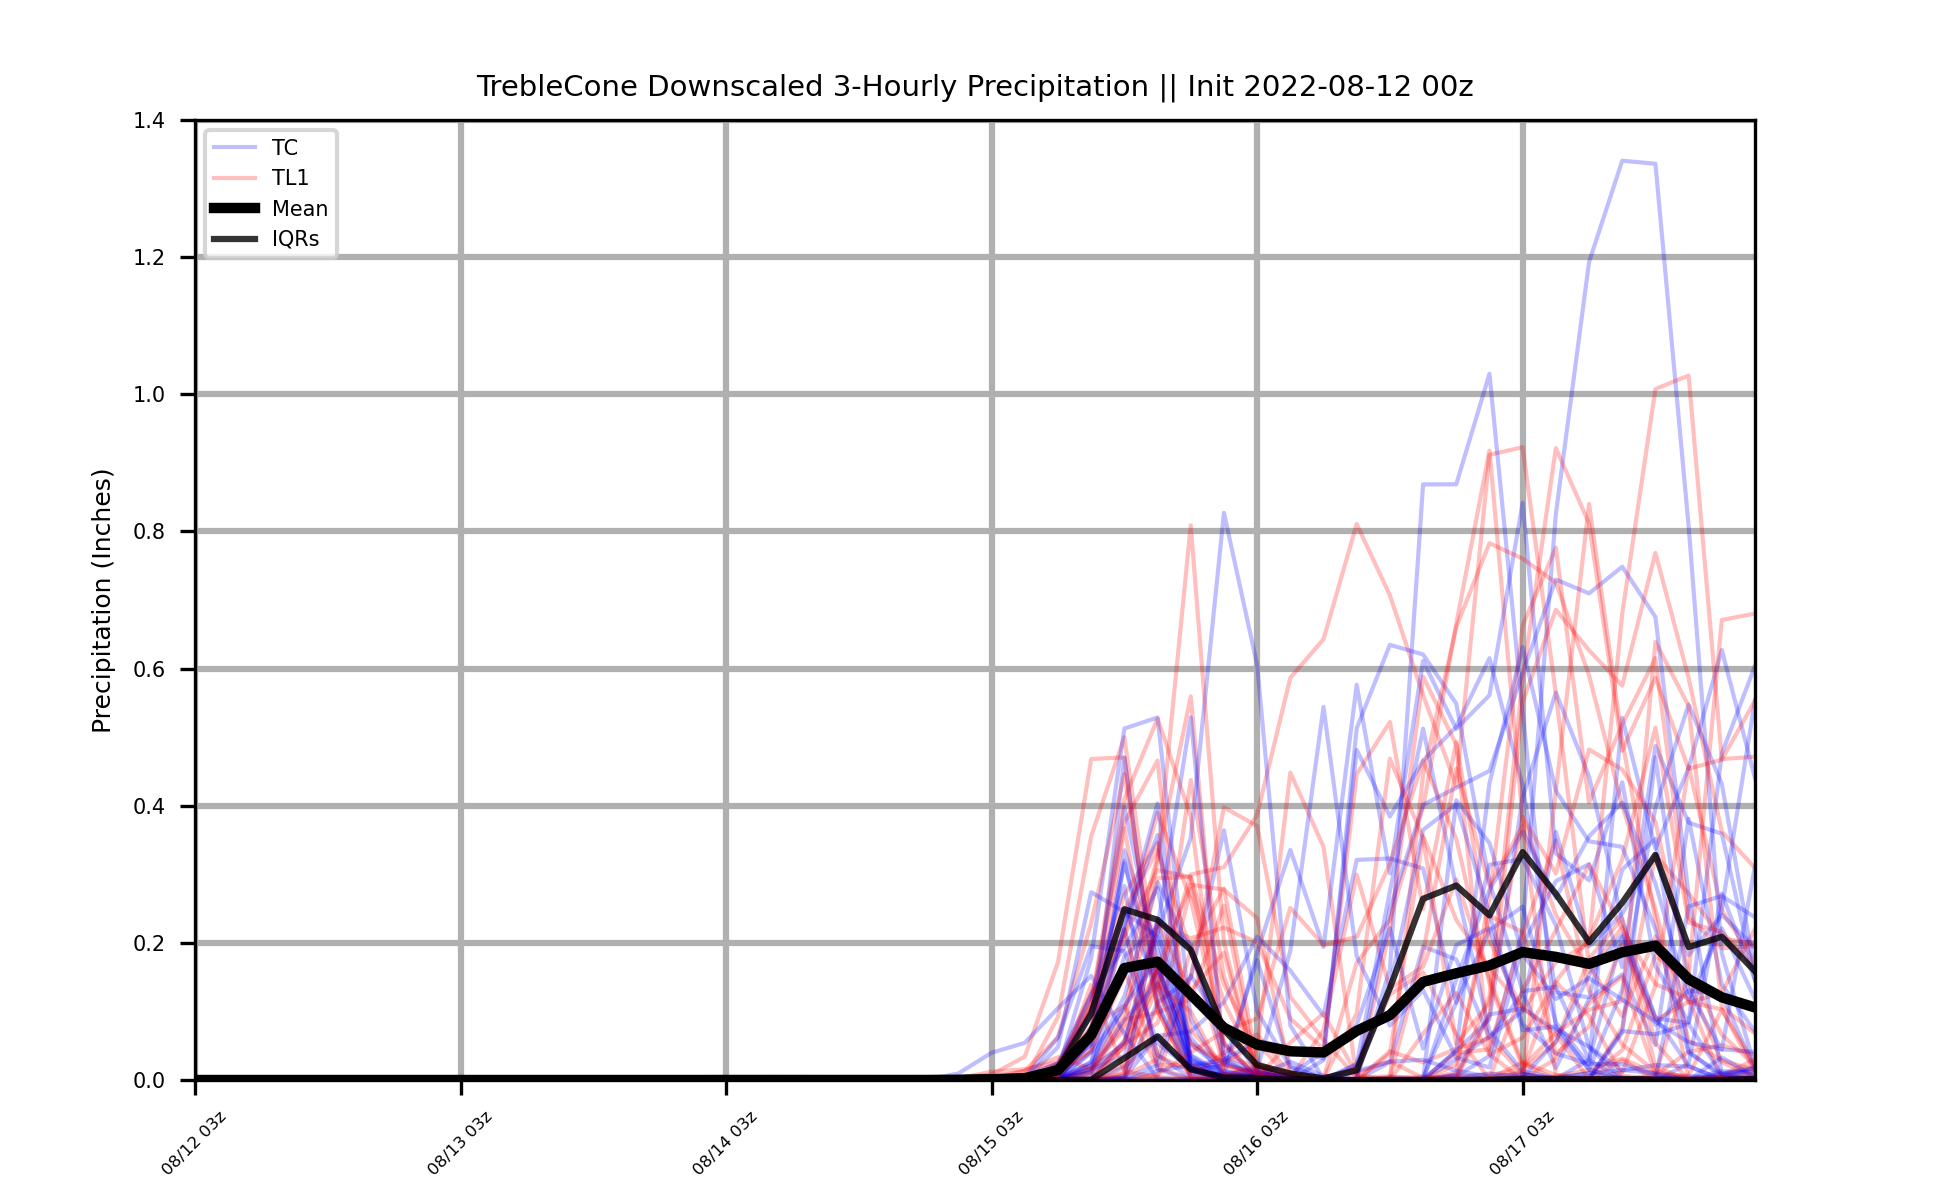 TrebleCone Downscaled 3-Hourly Precipitation || Init 2022-08-12 00z
1.4
1.2
1.0
0.8
0.6
0.4
0.2
0.0
Precipitation (Inches)
TC
TL1
Mean
IQRs
08/12 03z
08/13 03z
08/14 03z
08/15 03z
08/16 03z
08/17 03z